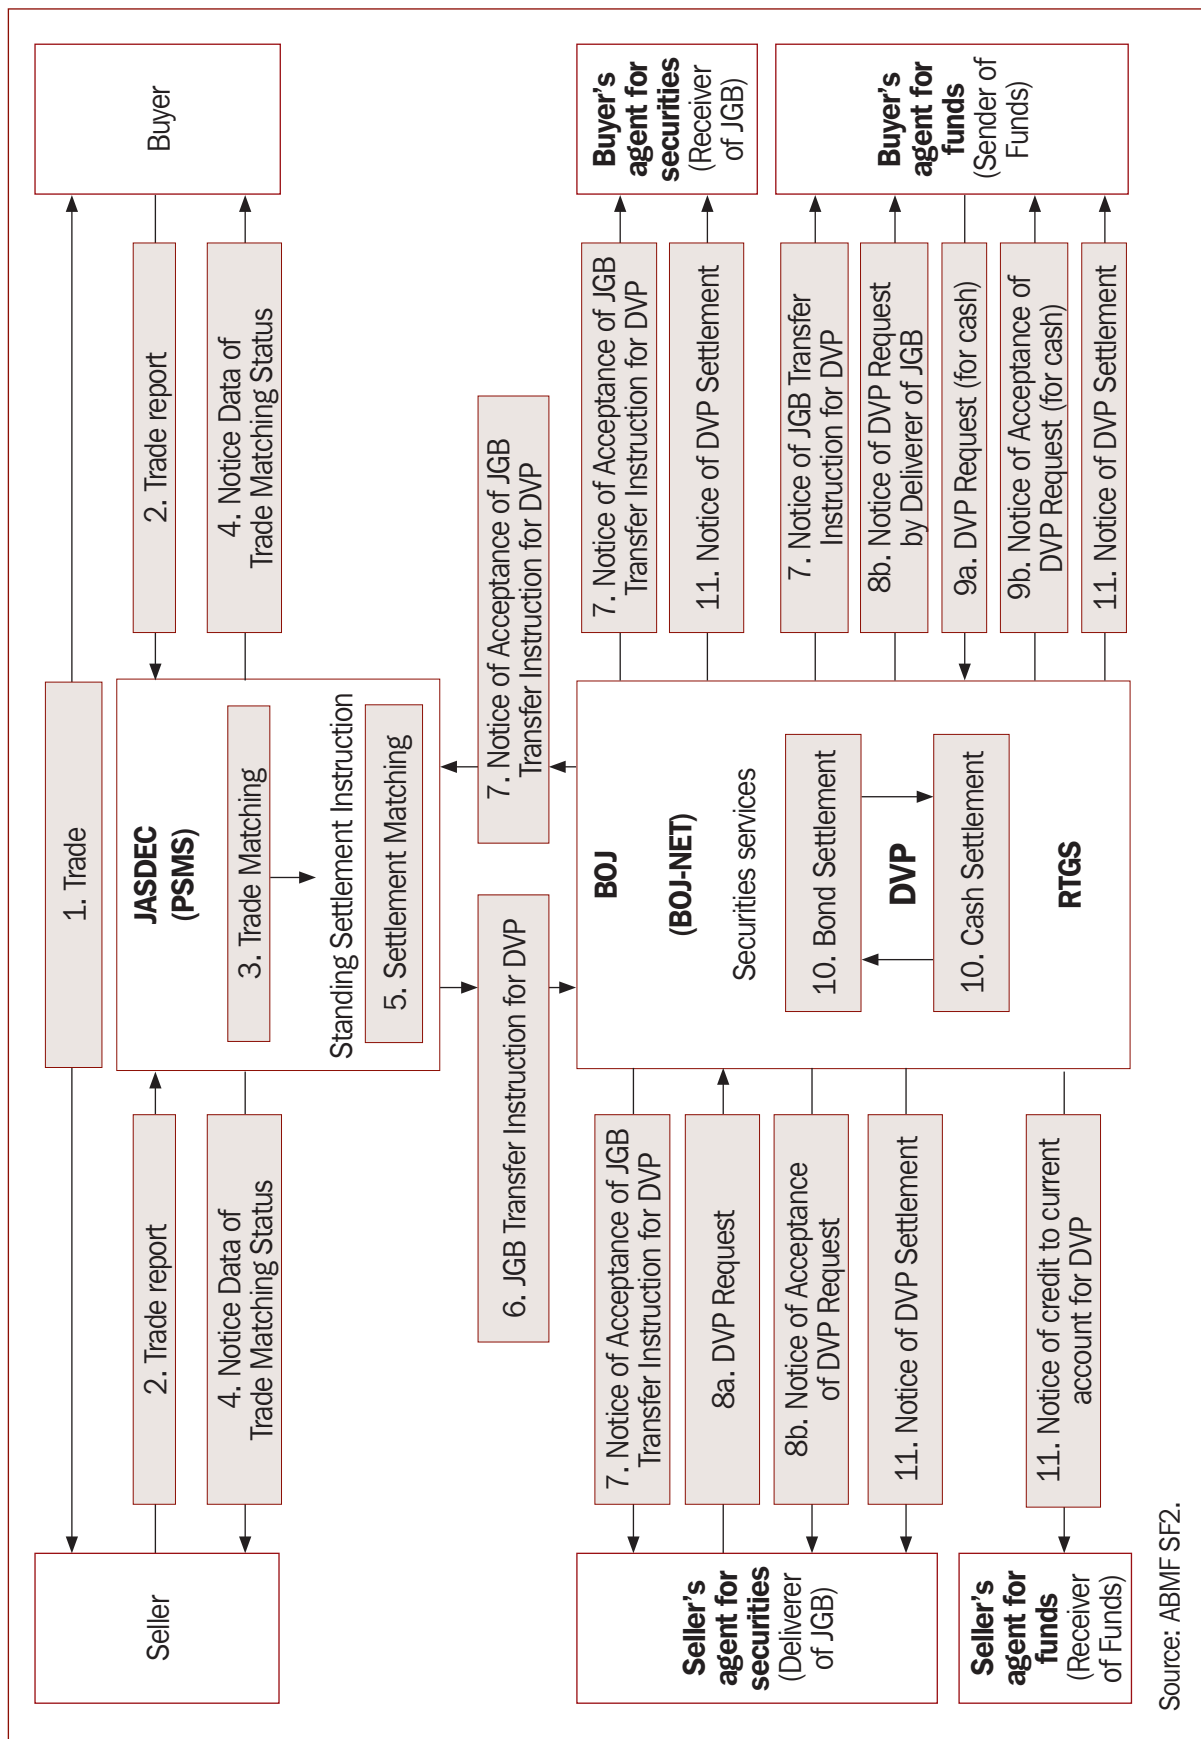 1. Trade
Seller
2. Trade report
4. Notice Data of
Trade Matching Status
JASDEC
(PSMS)
3. Trade Matching
Standing Settlement Instruction
5. Settlement Matching
2. Trade report
4. Notice Data of
Trade Matching Status
Buyer
6. JGB Transfer Instruction for DVP
7. Notice of Acceptance of JGB
Transfer Instruction for DVP
Seller's
agent for
securities
(Deliverer
of JGB)
7. Notice of Acceptance of JGB
Transfer Instruction for DVP
8a. DVP Request
8b. Notice of Acceptance
of DVP Request
11. Notice of DVP Settlement
Seller's
agent for
funds
(Receiver
of Funds)
11. Notice of credit to current
account for DVP
BOJ
(BOJ-NET)
Securities services
10. Bond Settlement
DVP
10. Cash Settlement
RTGS
7. Notice of Acceptance of JGB
Transfer Instruction for DVP
11. Notice of DVP Settlement
Buyer's
agent for
securities
(Receiver
of JGB)
7. Notice of JGB Transfer
Instruction for DVP
8b. Notice of DVP Request
by Deliverer of JGB
9a. DVP Request (for cash)
9b. Notice of Acceptance of
DVP Request (for cash)
11. Notice of DVP Settlement
Buyer's
agent for
funds
(Sender of
Funds)
Source: ABMF SF2.